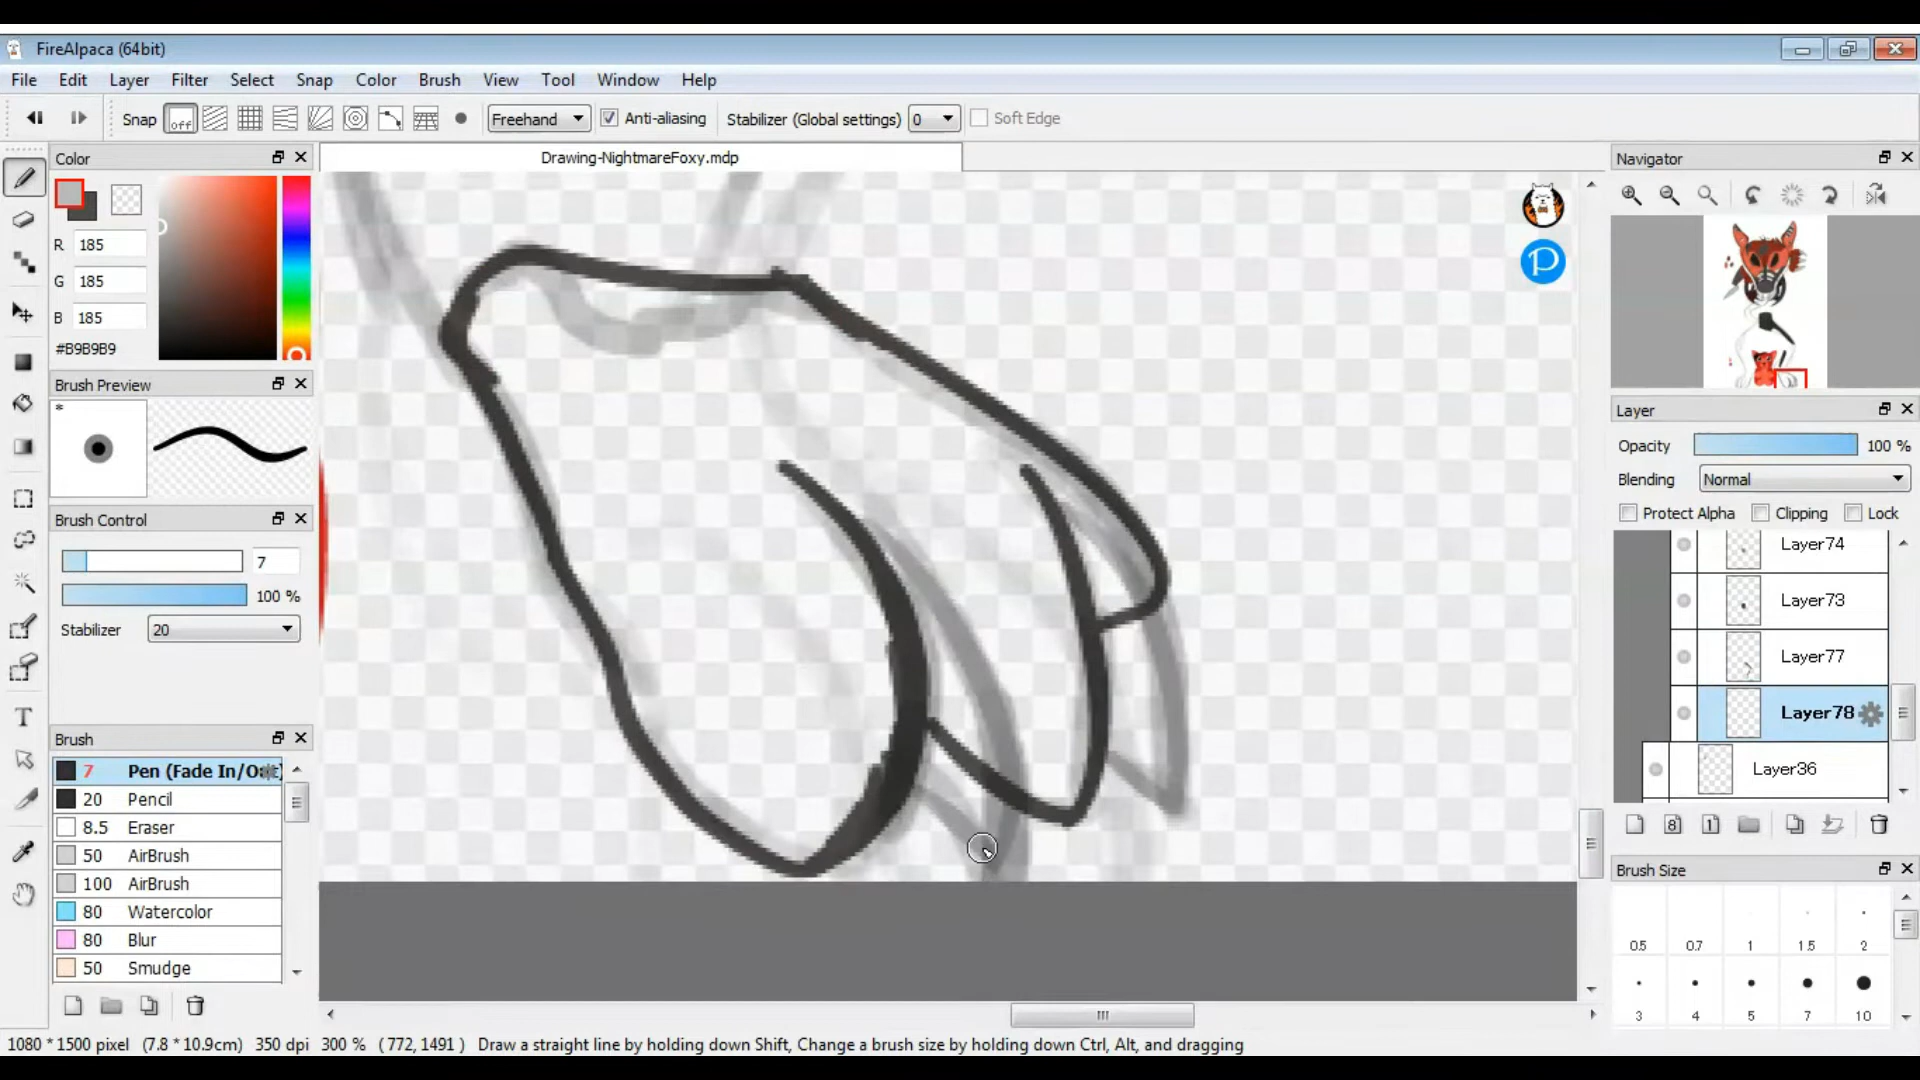 FireAlpaca (64bit)
File Edit Layer Filter Select Snap Color Brush View Tool Window Help
Snap off Freehand Anti-aliasing Stabilizer (Global settings) 0 Soft Edge
Color
R 185
G 185
B 185
#B9B9B9
Brush Preview
*
Brush Control
7
100 %
Stabilizer 20
Brush
7 Pen (Fade In/Out)
20 Pencil
8.5 Eraser
50 AirBrush
100 AirBrush
80 Watercolor
80 Blur
50 Smudge
Drawing-NightmareFoxy.mdp
P
Navigator
Layer
Opacity 100 %
Blending Normal
Protect Alpha Clipping Lock
Layer74
Layer73
Layer77
Layer78
Layer36
8 1
Brush Size
0.5 0.7 1 1.5 2
3 4 5 7 10
T
1080 * 1500 pixel (7.8 * 10.9cm) 350 dpi 300 % ( 772, 1491 ) Draw a straight line by holding down Shift, Change a brush size by holding down Ctrl, Alt, and dragging